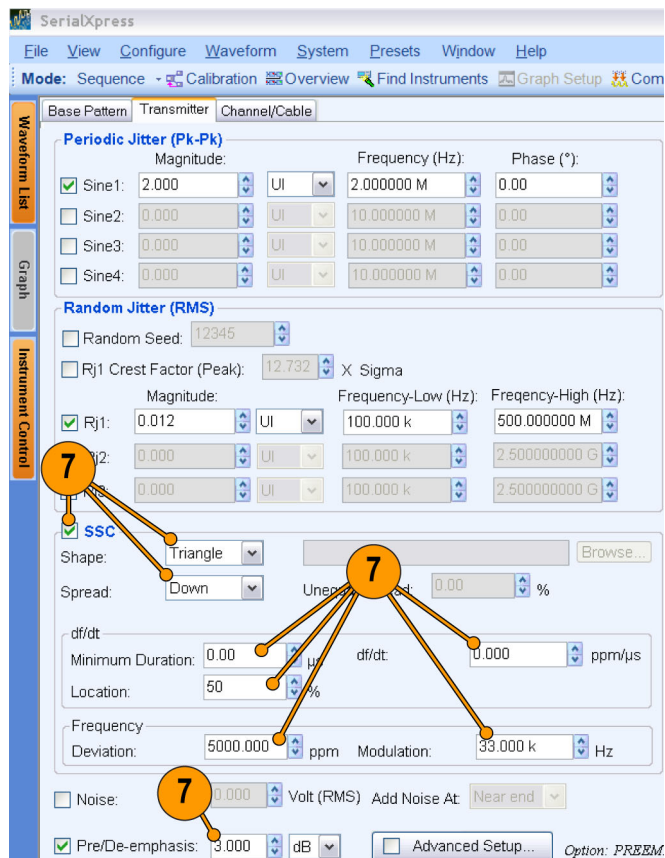 SerialXpress
File View Configure Waveform System Presets Window Help
Mode: Sequence Calibration Overview Find Instruments Graph Setup Com
Waveform List
Graph
Instrument Control
Base Pattern Transmitter Channel/Cable
Periodic Jitter (Pk-Pk)
Magnitude: Frequency (Hz): Phase (°):
Sine1: 2.000 UI 2.000000 M 0.00
Sine2: 0.000 UI 10.000000 M 0.00
Sine3: 0.000 UI 10.000000 M 0.00
Sine4: 0.000 UI 10.000000 M 0.00
Random Jitter (RMS)
Random Seed: 12345
Rj1 Crest Factor (Peak): 12.732 X Sigma
Magnitude: Frequency-Low (Hz): Freqency-High (Hz):
Rj1: 0.012 UI 100.000 k 500.000000 M
7 0.000 UI 100.000 k 2.500000000 G
0.000 UI 100.000 k 2.500000000 G
SSC
Shape: Triangle Browse...
7
Spread: Down 0.00 %
df/dt
Minimum Duration: 0.00 µs df/dt: 0.000 ppm/µs
Location: 50 %
Frequency
Deviation: 5000.000 ppm Modulation: 33.000 k Hz
Noise: 7 0.000 Volt (RMS) Add Noise At: Near end
Pre/De-emphasis: 3.000 dB Advanced Setup... Option: PREEM